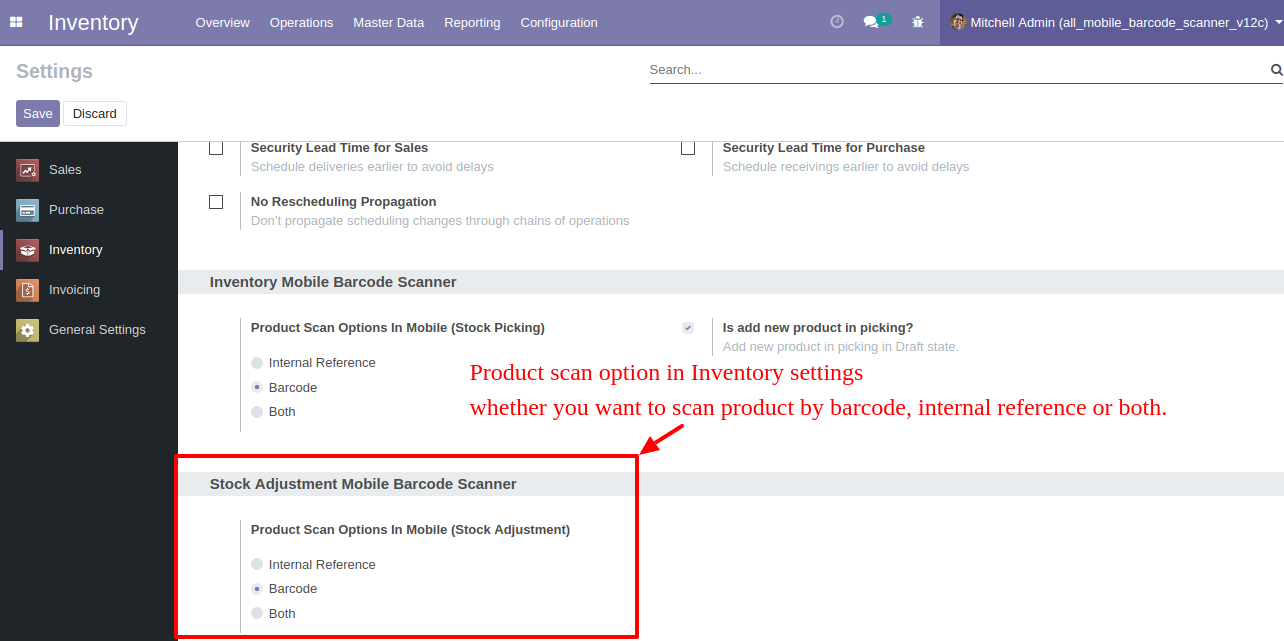 Inventory Overview Operations Master Data Reporting Configuration 1 Mitchell Admin (all_mobile_barcode_scanner_v12c)
Settings Search...
Save Discard
Sales
Purchase
Inventory
Invoicing
General Settings
Security Lead Time for Sales Security Lead Time for Purchase
Schedule deliveries earlier to avoid delays Schedule receivings earlier to avoid delays
No Rescheduling Propagation
Don't propagate scheduling changes through chains of operations
Inventory Mobile Barcode Scanner
Product Scan Options In Mobile (Stock Picking) Is add new product in picking?
Add new product in picking in Draft state.
Internal Reference
Barcode
Both
Product scan option in Inventory settings
whether you want to scan product by barcode, internal reference or both.
Stock Adjustment Mobile Barcode Scanner
Product Scan Options In Mobile (Stock Adjustment)
Internal Reference
Barcode
Both